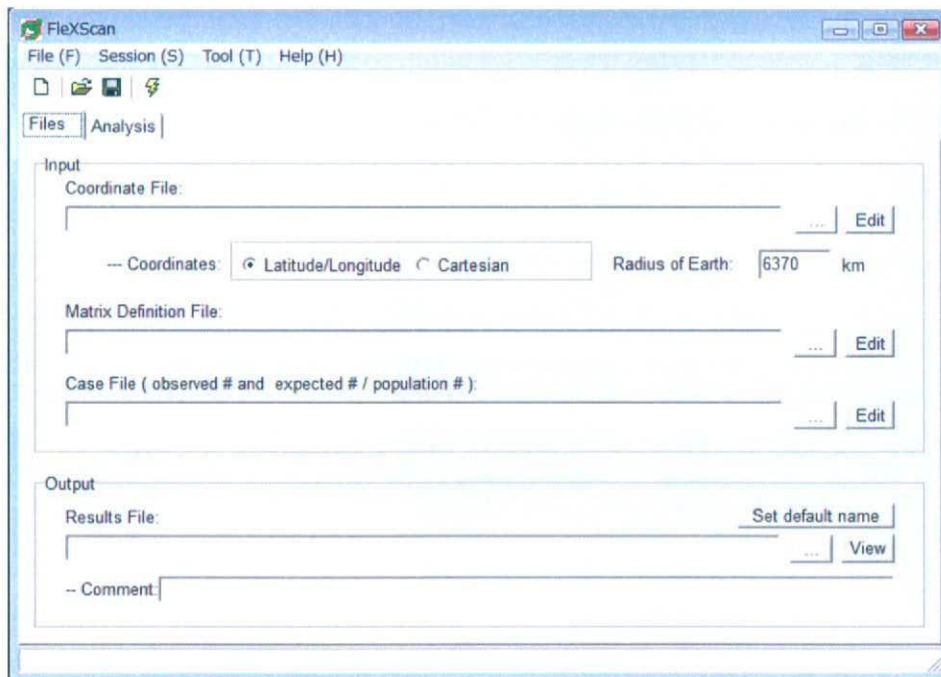 FleXScan
File (F) Session (S) Tool (T) Help (H)
Files Analysis
Input
Coordinate File:
... Edit
--- Coordinates: Latitude/Longitude Cartesian Radius of Earth: 6370 km
Matrix Definition File:
... Edit
Case File ( observed # and expected # / population # ):
... Edit
Output
Results File: Set default name
... View
-- Comment: